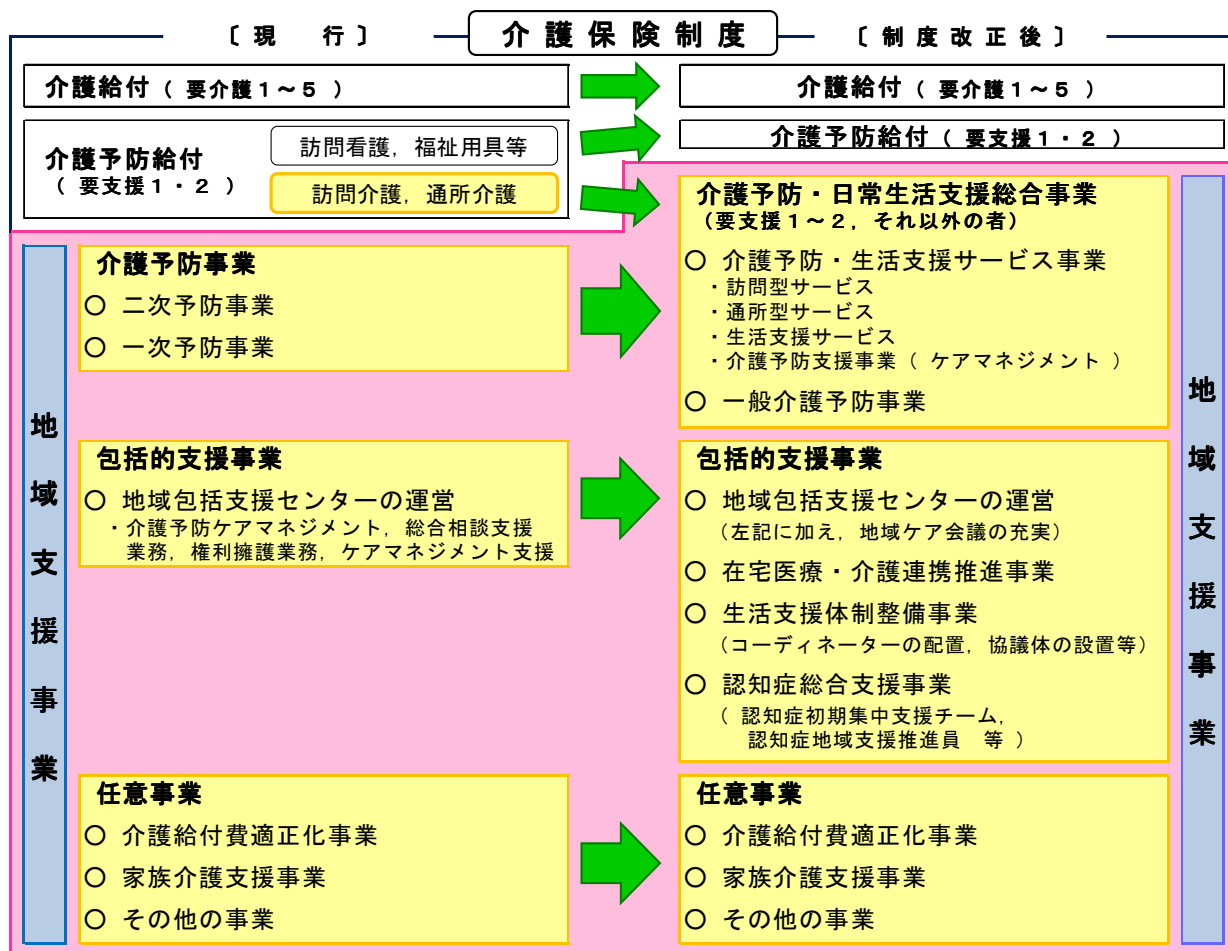 〔 現 行 〕
介護保険制度
〔 制度改正後 〕
介護給付（ 要介護１～５ ）
介護給付（ 要介護１～５ ）
介護予防給付
（ 要支援１・２ ）
訪問看護，福祉用具等
訪問介護，通所介護
介護予防給付（ 要支援１・２ ）
地域支援事業
介護予防事業
〇 二次予防事業
〇 一次予防事業
包括的支援事業
〇 地域包括支援センターの運営
・介護予防ケアマネジメント，総合相談支援
業務，権利擁護業務，ケアマネジメント支援
任意事業
〇 介護給付費適正化事業
〇 家族介護支援事業
〇 その他の事業
介護予防・日常生活支援総合事業
（要支援１～２，それ以外の者）
〇 介護予防・生活支援サービス事業
・訪問型サービス
・通所型サービス
・生活支援サービス
・介護予防支援事業（ ケアマネジメント ）
〇 一般介護予防事業
包括的支援事業
〇 地域包括支援センターの運営
（左記に加え，地域ケア会議の充実）
〇 在宅医療・介護連携推進事業
〇 生活支援体制整備事業
（コーディネーターの配置，協議体の設置等）
〇 認知症総合支援事業
（ 認知症初期集中支援チーム，
認知症地域支援推進員 等 ）
任意事業
〇 介護給付費適正化事業
〇 家族介護支援事業
〇 その他の事業
地域支援事業